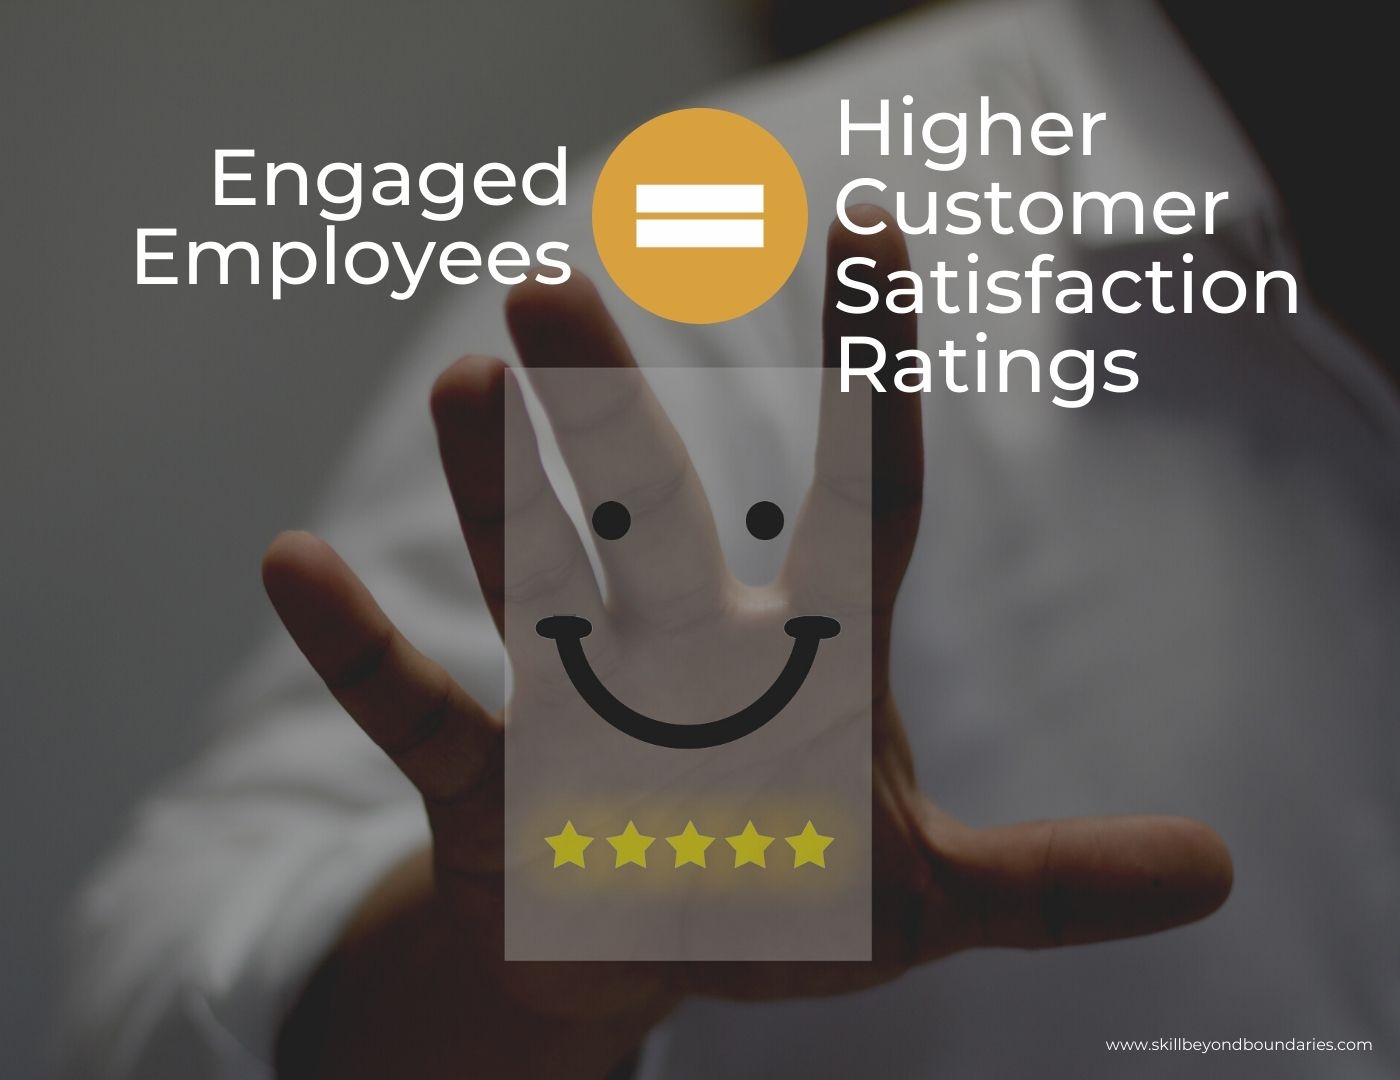 Engaged
Employees
=
Higher
Customer
Satisfaction
Ratings
www.skillbeyondboundaries.com